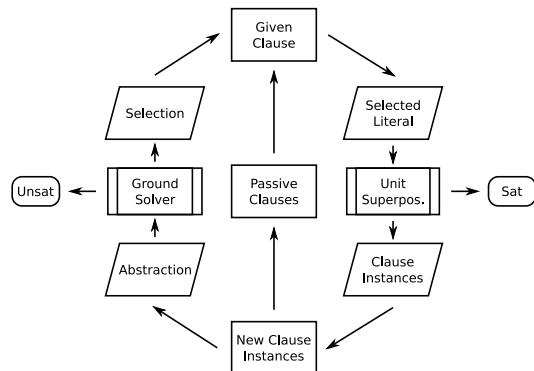 Given
Clause
Selection
Selected
Literal
Unsat
Ground
Solver
Passive
Clauses
Unit
Superpos.
Sat
Abstraction
Clause
Instances
New Clause
Instances